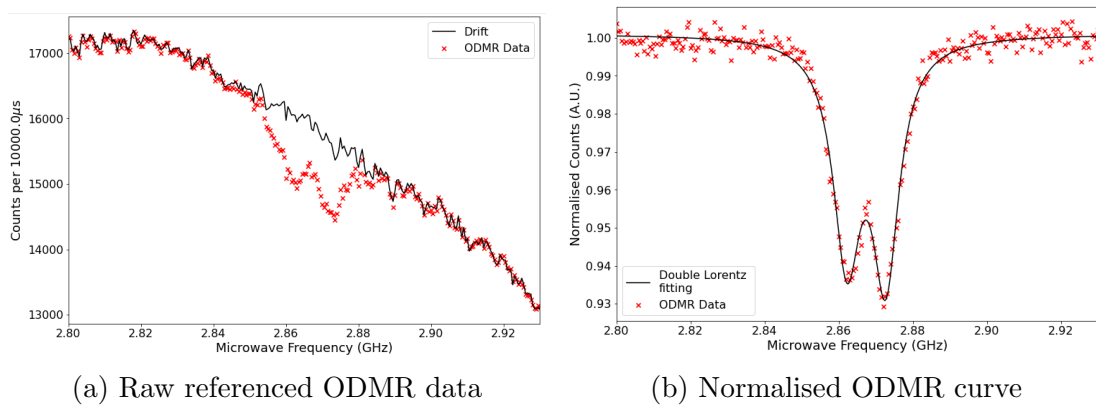 17000
16000
15000
14000
13000
Counts per 10000.0µs
Drift
ODMR Data
2.80
2.82
2.84
2.86
2.88
2.90
2.92
Microwave Frequency (GHz)
(a) Raw referenced ODMR data
1.00
0.99
0.98
0.97
0.96
0.95
0.94
0.93
Normalised Counts (A.U.)
Double Lorentz
fitting
ODMR Data
2.80
2.82
2.84
2.86
2.88
2.90
2.92
Microwave Frequency (GHz)
(b) Normalised ODMR curve